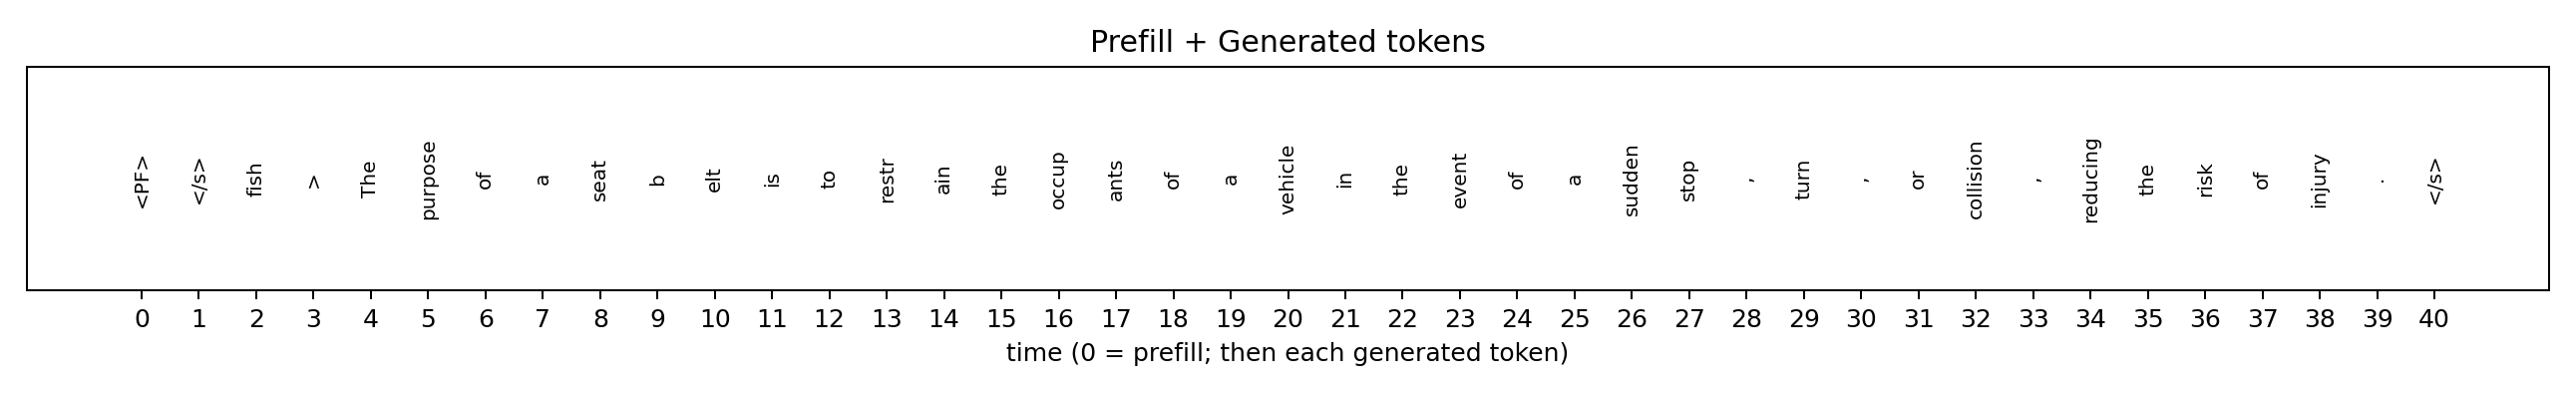 Prefill + Generated tokens
<PF> </s> fish > The purpose of a seat b elt is to restr ain the occup ants of a vehicle in the event of a sudden stop , turn , or collision , reducing the risk of injury . </s>
0 1 2 3 4 5 6 7 8 9 10 11 12 13 14 15 16 17 18 19 20 21 22 23 24 25 26 27 28 29 30 31 32 33 34 35 36 37 38 39 40
time (0 = prefill; then each generated token)